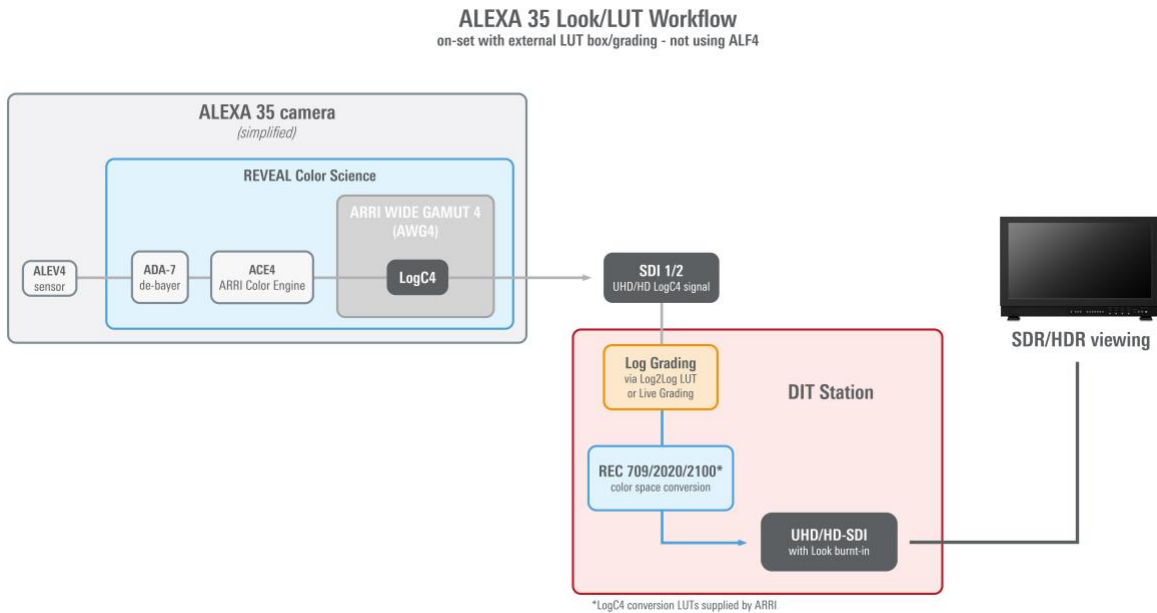 ALEXA 35 Look/LUT Workflow
on-set with external LUT box/grading - not using ALF4
ALEXA 35 camera
(simplified)
REVEAL Color Science
ARRI WIDE GAMUT 4
(AWG4)
ALEV4
sensor
ADA-7
de-bayer
ACE4
ARRI Color Engine
LogC4
SDI 1/2
UHD/HD LogC4 signal
SDR/HDR viewing
Log Grading
via Log2Log LUT
or Live Grading
DIT Station
REC 709/2020/2100*
color space conversion
UHD/HD-SDI
with Look burnt-in
*LogC4 conversion LUTs supplied by ARRI